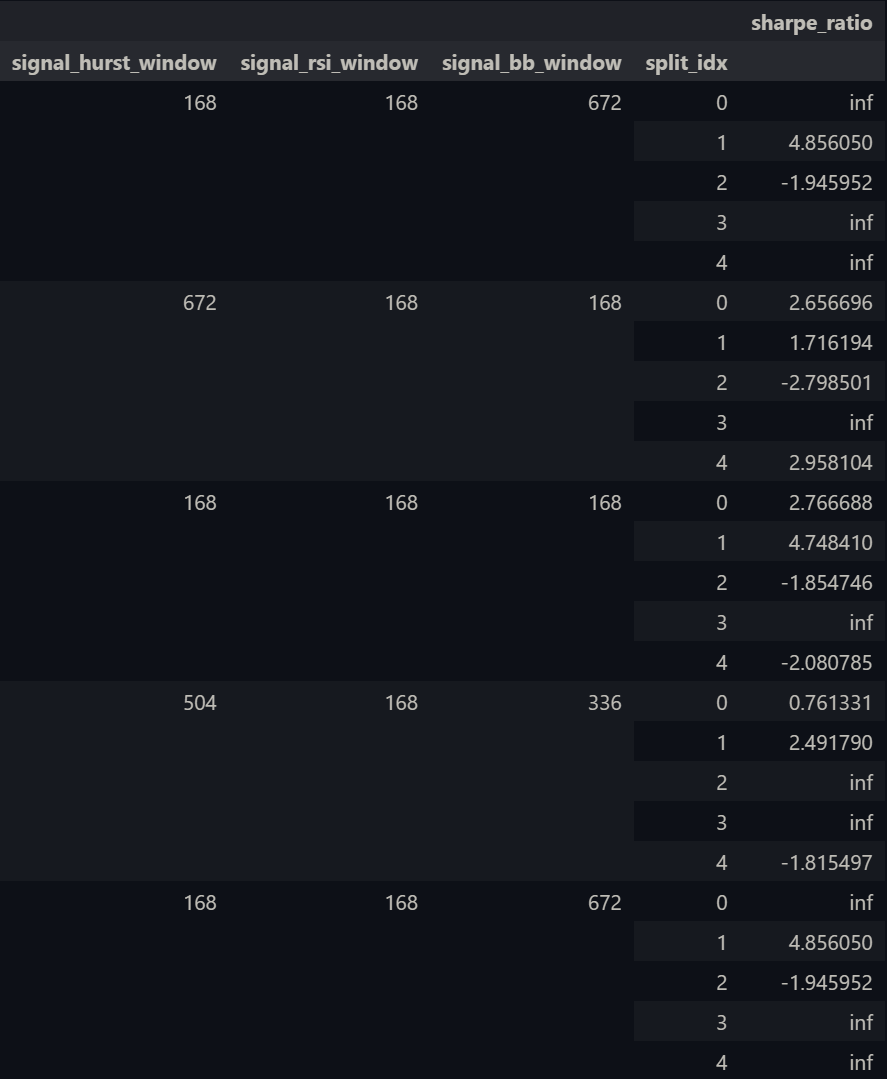 sharpe_ratio
signal_hurst_window signal_rsi_window signal_bb_window split_idx
168 168 672 0 inf
1 4.856050
2 -1.945952
3 inf
4 inf
672 168 168 0 2.656696
1 1.716194
2 -2.798501
3 inf
4 2.958104
168 168 168 0 2.766688
1 4.748410
2 -1.854746
3 inf
4 -2.080785
504 168 336 0 0.761331
1 2.491790
2 inf
3 inf
4 -1.815497
168 168 672 0 inf
1 4.856050
2 -1.945952
3 inf
4 inf